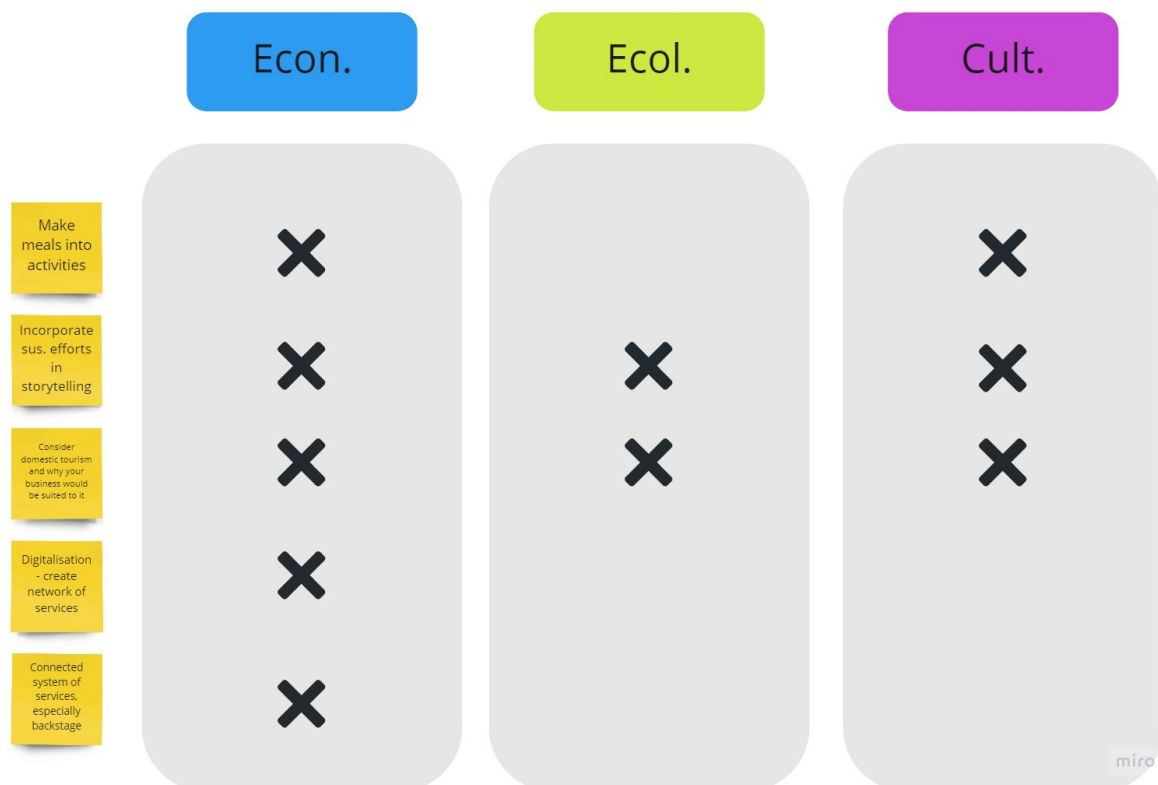 Econ.
Ecol.
Cult.
Make
meals into
activities
Incorporate
sus. efforts
in
storytelling
Consider
domestic tourism
and why your
business would
be suited to it
Digitalisation
- create
network of
services
Connected
system of
services,
especially
backstage
miro